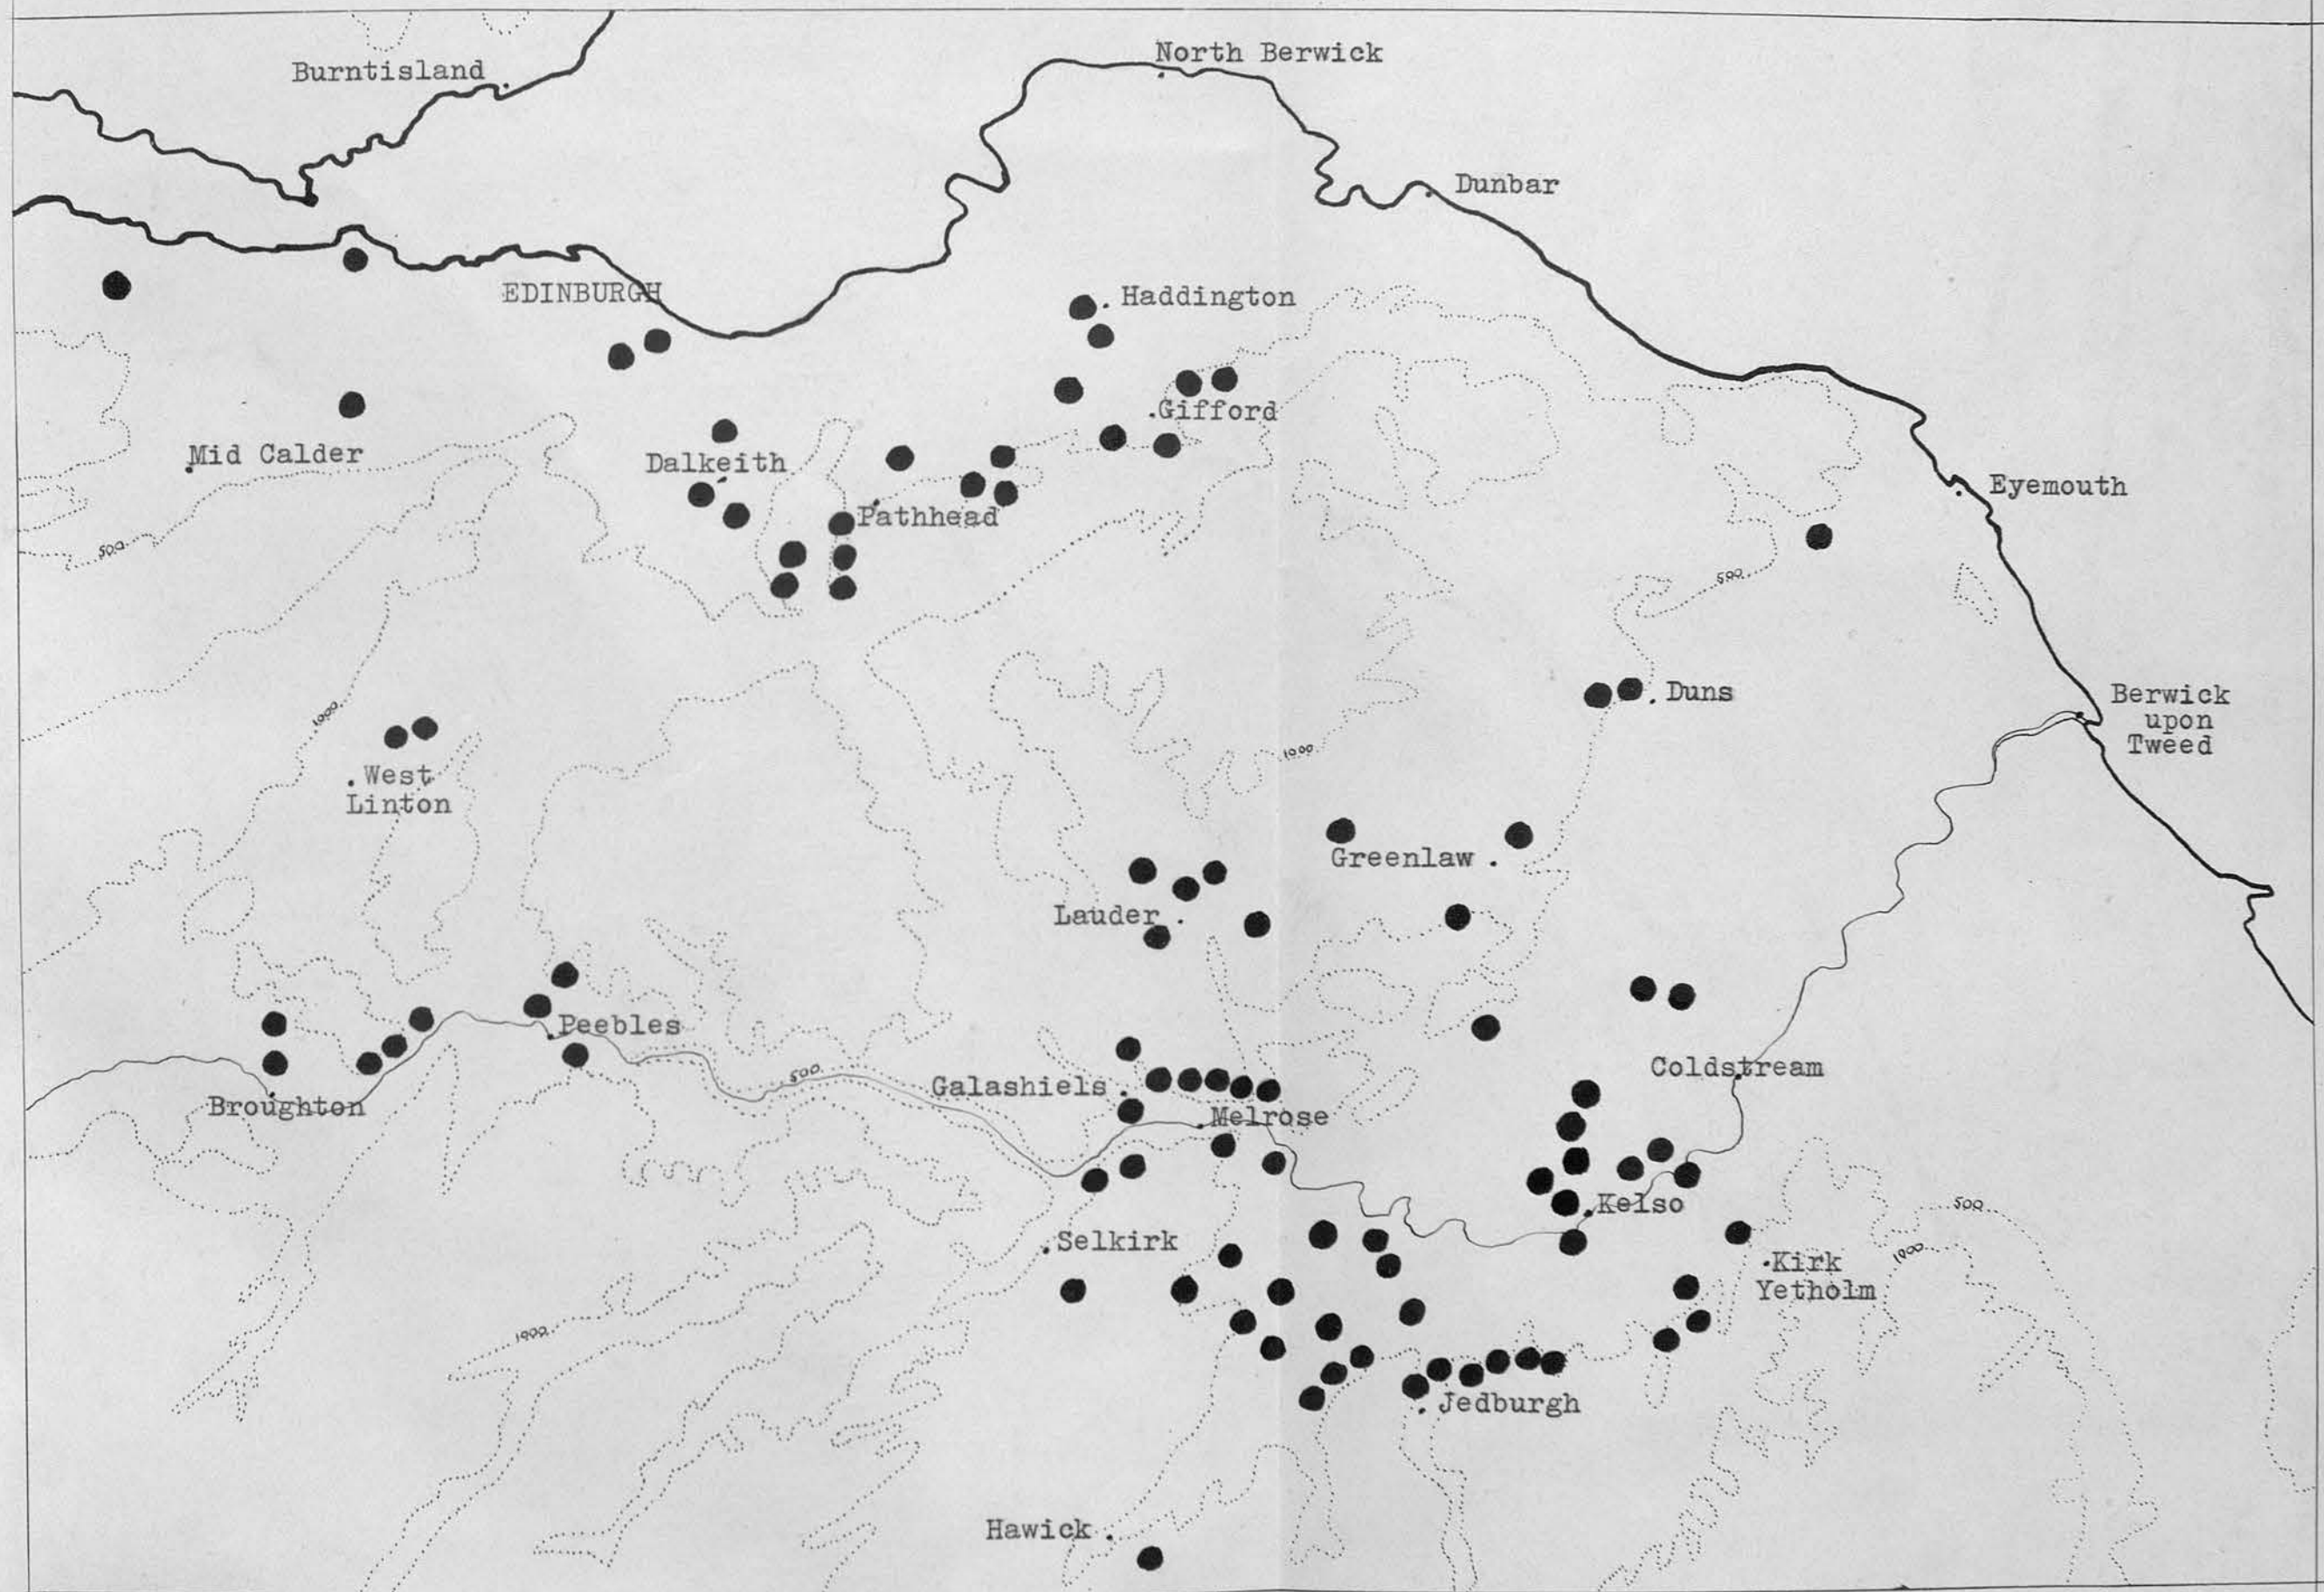 North Berwick
Burntisland
Dunbar
EDINBURGH
. Haddington
.Gifford
Mid Calder
Dalkeith
Eyemouth
Pathhead
500
500
. Duns
Berwick
upon
Tweed
1000
1000
. West
Linton
Greenlaw .
Lauder .
Peebles
Coldstream
500
Galashiels .
Broughton
Melrose
Kelso
500
.Selkirk
1000
.Kirk
Yetholm
1000
. Jedburgh
Hawick .